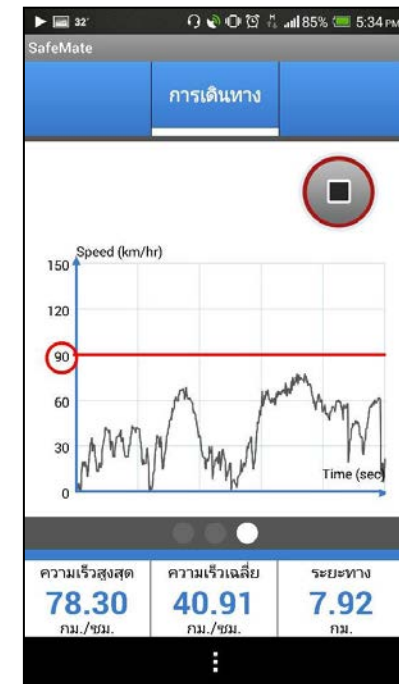 32°
85%
5:34 PM
SafeMate
การเดินทาง
Speed (km/hr)
150
120
90
60
30
0
Time (sec)
ความเร็วสูงสุด
78.30
กม./ชม.
ความเร็วเฉลี่ย
40.91
กม./ชม.
ระยะทาง
7.92
กม.